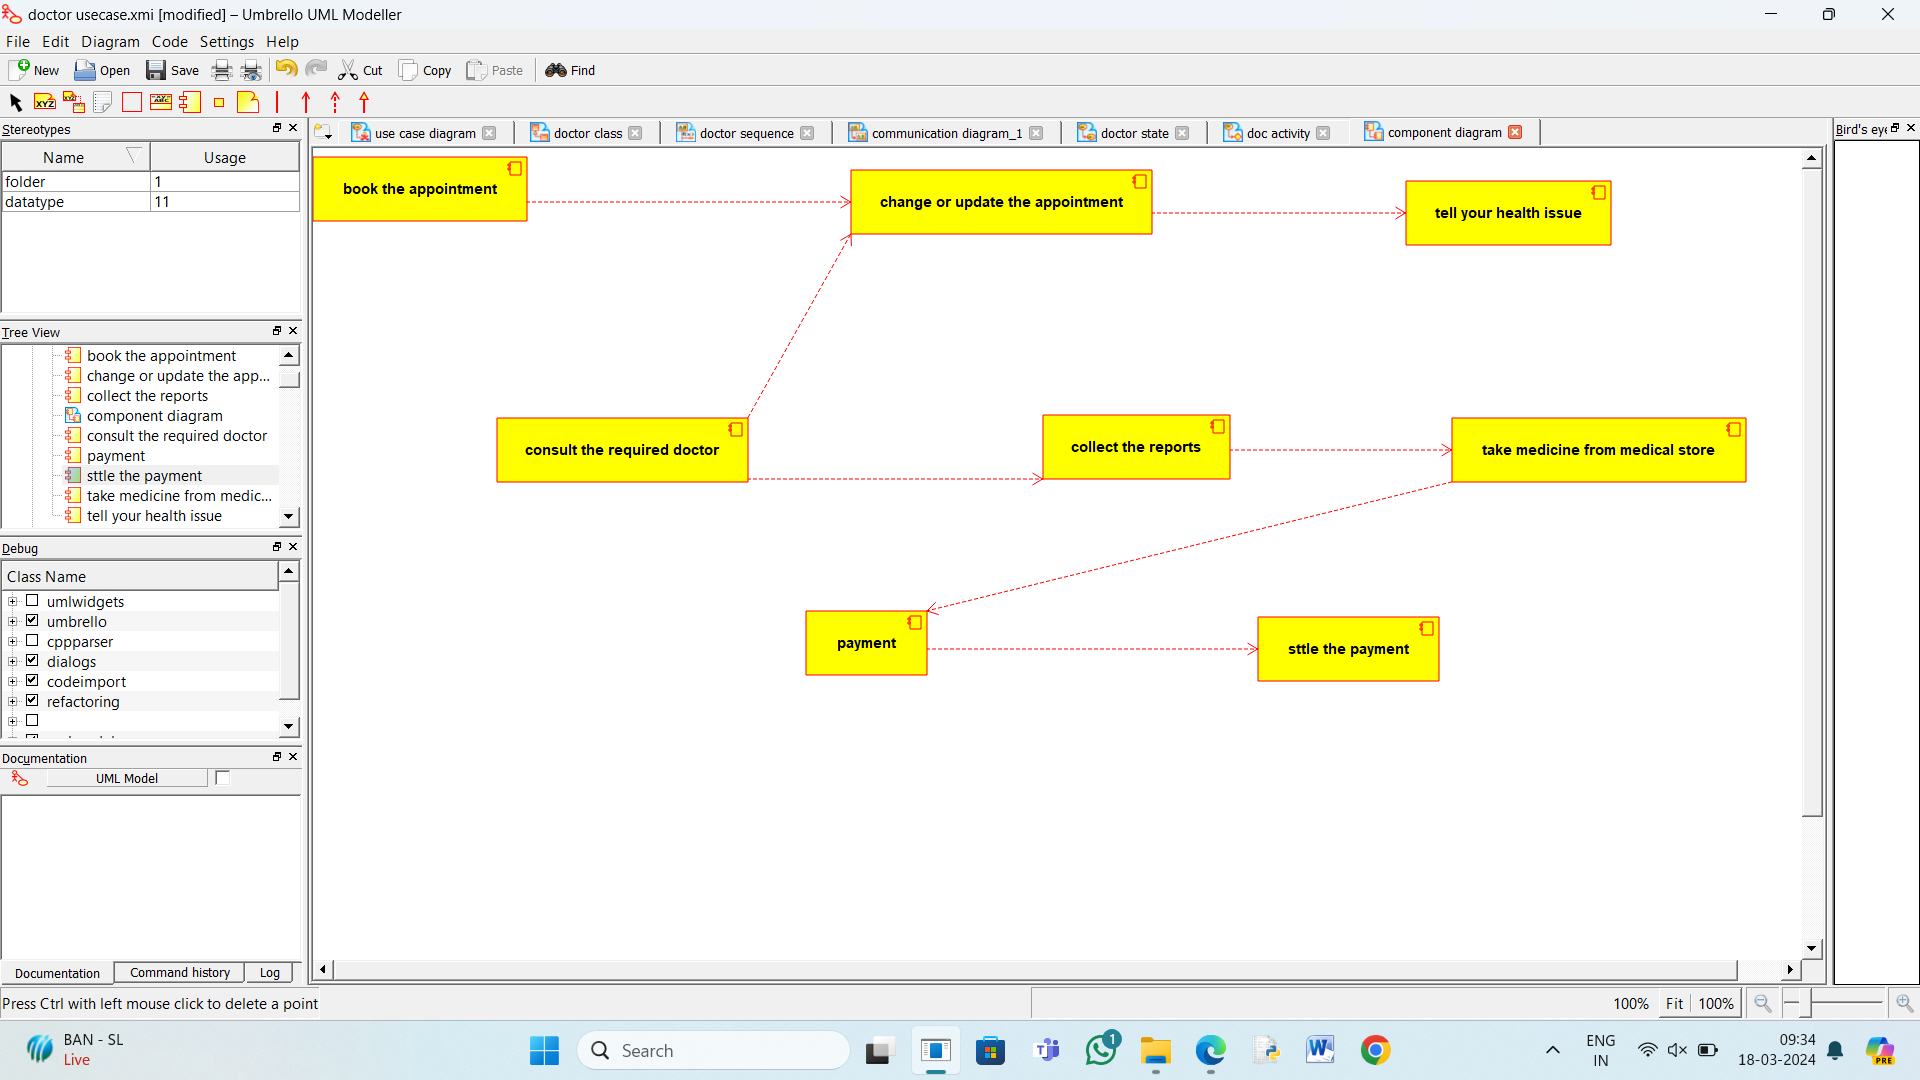 doctor usecase.xmi [modified] – Umbrello UML Modeller
File Edit Diagram Code Settings Help
New Open Save Cut Copy Paste Find
XYZ XYZ ABC
Stereotypes
Name Usage
folder 1
datatype 11
Tree View
book the appointment
change or update the app...
collect the reports
component diagram
consult the required doctor
payment
sttle the payment
take medicine from medic...
tell your health issue
Debug
Class Name
umlwidgets
umbrello
cppparser
dialogs
codeimport
refactoring
Documentation
UML Model
Documentation Command history Log
Press Ctrl with left mouse click to delete a point
use case diagram doctor class doctor sequence communication diagram_1 doctor state doc activity component diagram
book the appointment
change or update the appointment
tell your health issue
consult the required doctor
collect the reports
take medicine from medical store
payment
sttle the payment
Bird's eye
100% Fit 100%
BAN - SL
Live
Search
1
ENG
IN
09:34
18-03-2024
PRE